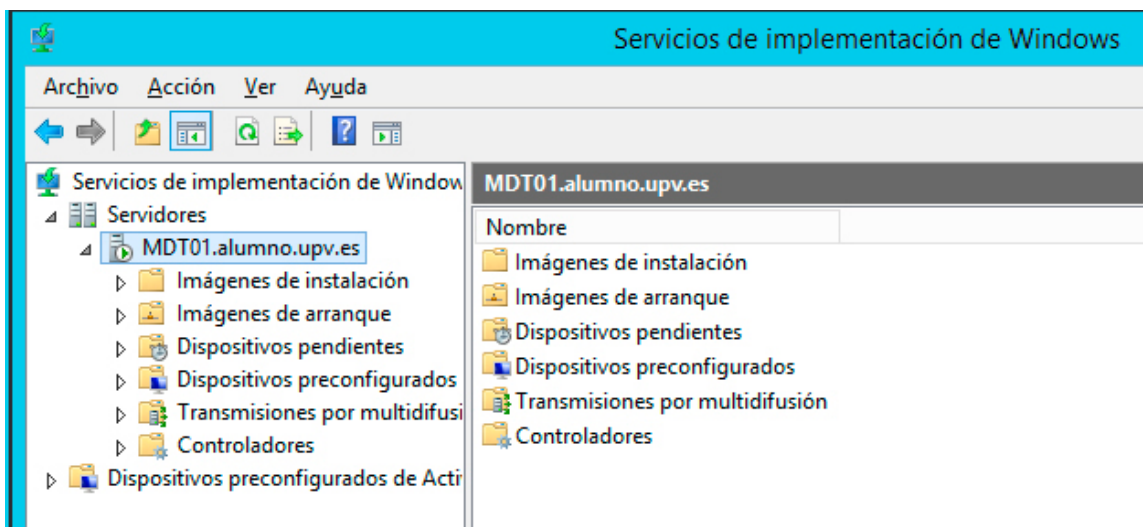 Servicios de implementación de Windows
Archivo Acción Ver Ayuda
Servicios de implementación de Window
Servidores
MDT01.alumno.upv.es
Imágenes de instalación
Imágenes de arranque
Dispositivos pendientes
Dispositivos preconfigurados
Transmisiones por multidifusi
Controladores
Dispositivos preconfigurados de Acti
MDT01.alumno.upv.es
Nombre
Imágenes de instalación
Imágenes de arranque
Dispositivos pendientes
Dispositivos preconfigurados
Transmisiones por multidifusión
Controladores